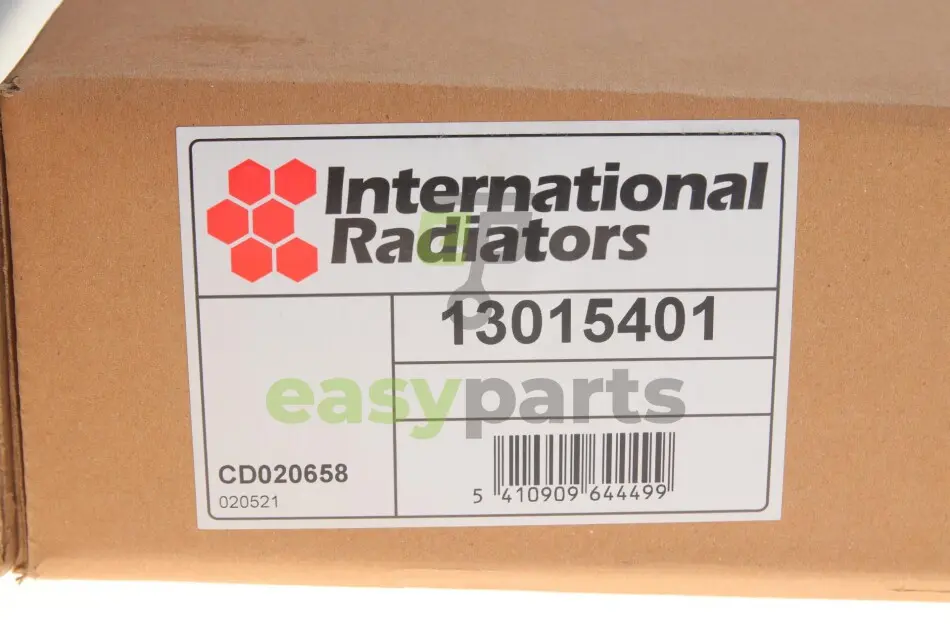 International
Radiators
13015401
easyparts
CD020658
020521
5 410909 644499